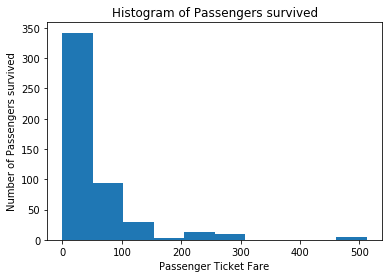 Histogram of Passengers survived
Number of Passengers survived
350
300
250
200
150
100
50
0
0 100 200 300 400 500
Passenger Ticket Fare